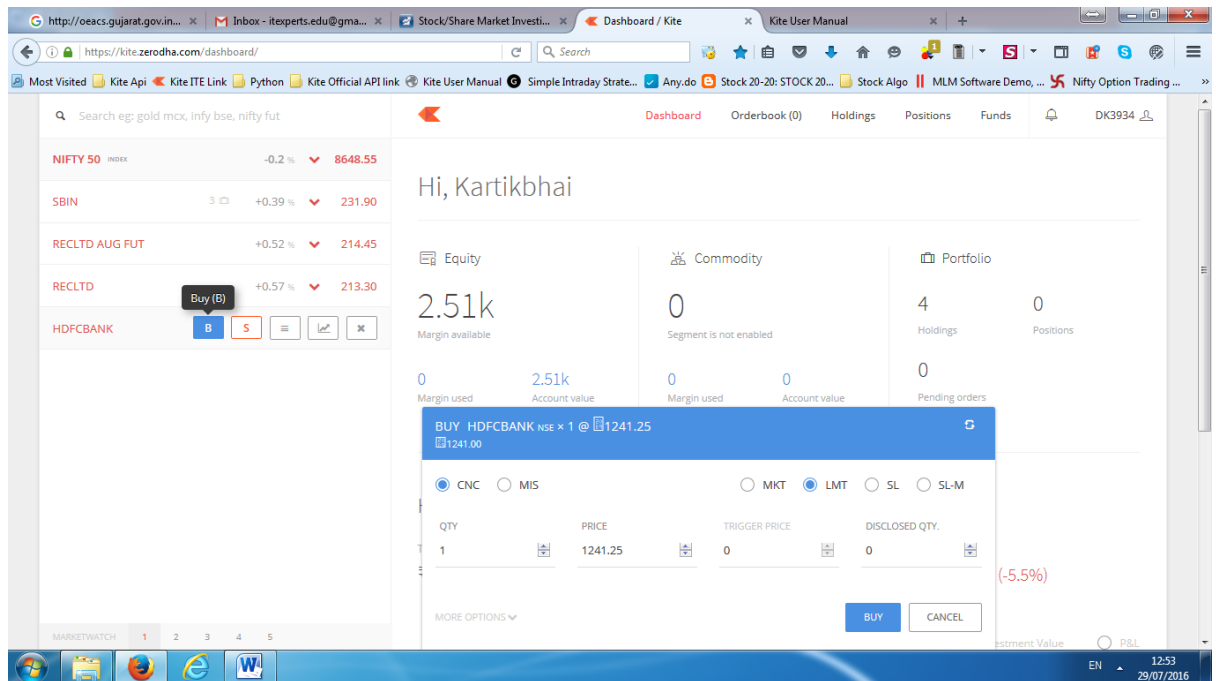 http://oeacs.gujarat.gov.in...
Inbox - itexperts.edu@gma...
Stock/Share Market Investi...
Dashboard / Kite
Kite User Manual
https://kite.zerodha.com/dashboard/
Search
Most Visited
Kite Api
Kite ITE Link
Python
Kite Official API link
Kite User Manual
Simple Intraday Strate...
Any.do
Stock 20-20: STOCK 20...
Stock Algo
MLM Software Demo, ...
Nifty Option Trading ...
Search eg: gold mcx, infy bse, nifty fut
Dashboard
Orderbook (0)
Holdings
Positions
Funds
DK3934
NIFTY 50 INDEX -0.2 % 8648.55
SBIN 3 +0.39 % 231.90
RECLTD AUG FUT +0.52 % 214.45
RECLTD +0.57 % 213.30
Buy (B)
HDFCBANK B S
Hi, Kartikbhai
Equity
2.51k
Margin available
0
Margin used
2.51k
Account value
Commodity
0
Segment is not enabled
0
Margin used
0
Account value
Portfolio
4
Holdings
0
Positions
0
Pending orders
BUY HDFCBANK NSE × 1 @ 1241.25
1241.00
CNC MIS MKT LMT SL SL-M
QTY PRICE TRIGGER PRICE DISCLOSED QTY.
1 1241.25 0 0
MORE OPTIONS
BUY CANCEL
(-5.5%)
estment Value P&L
MARKETWATCH 1 2 3 4 5
EN
12:53
29/07/2016